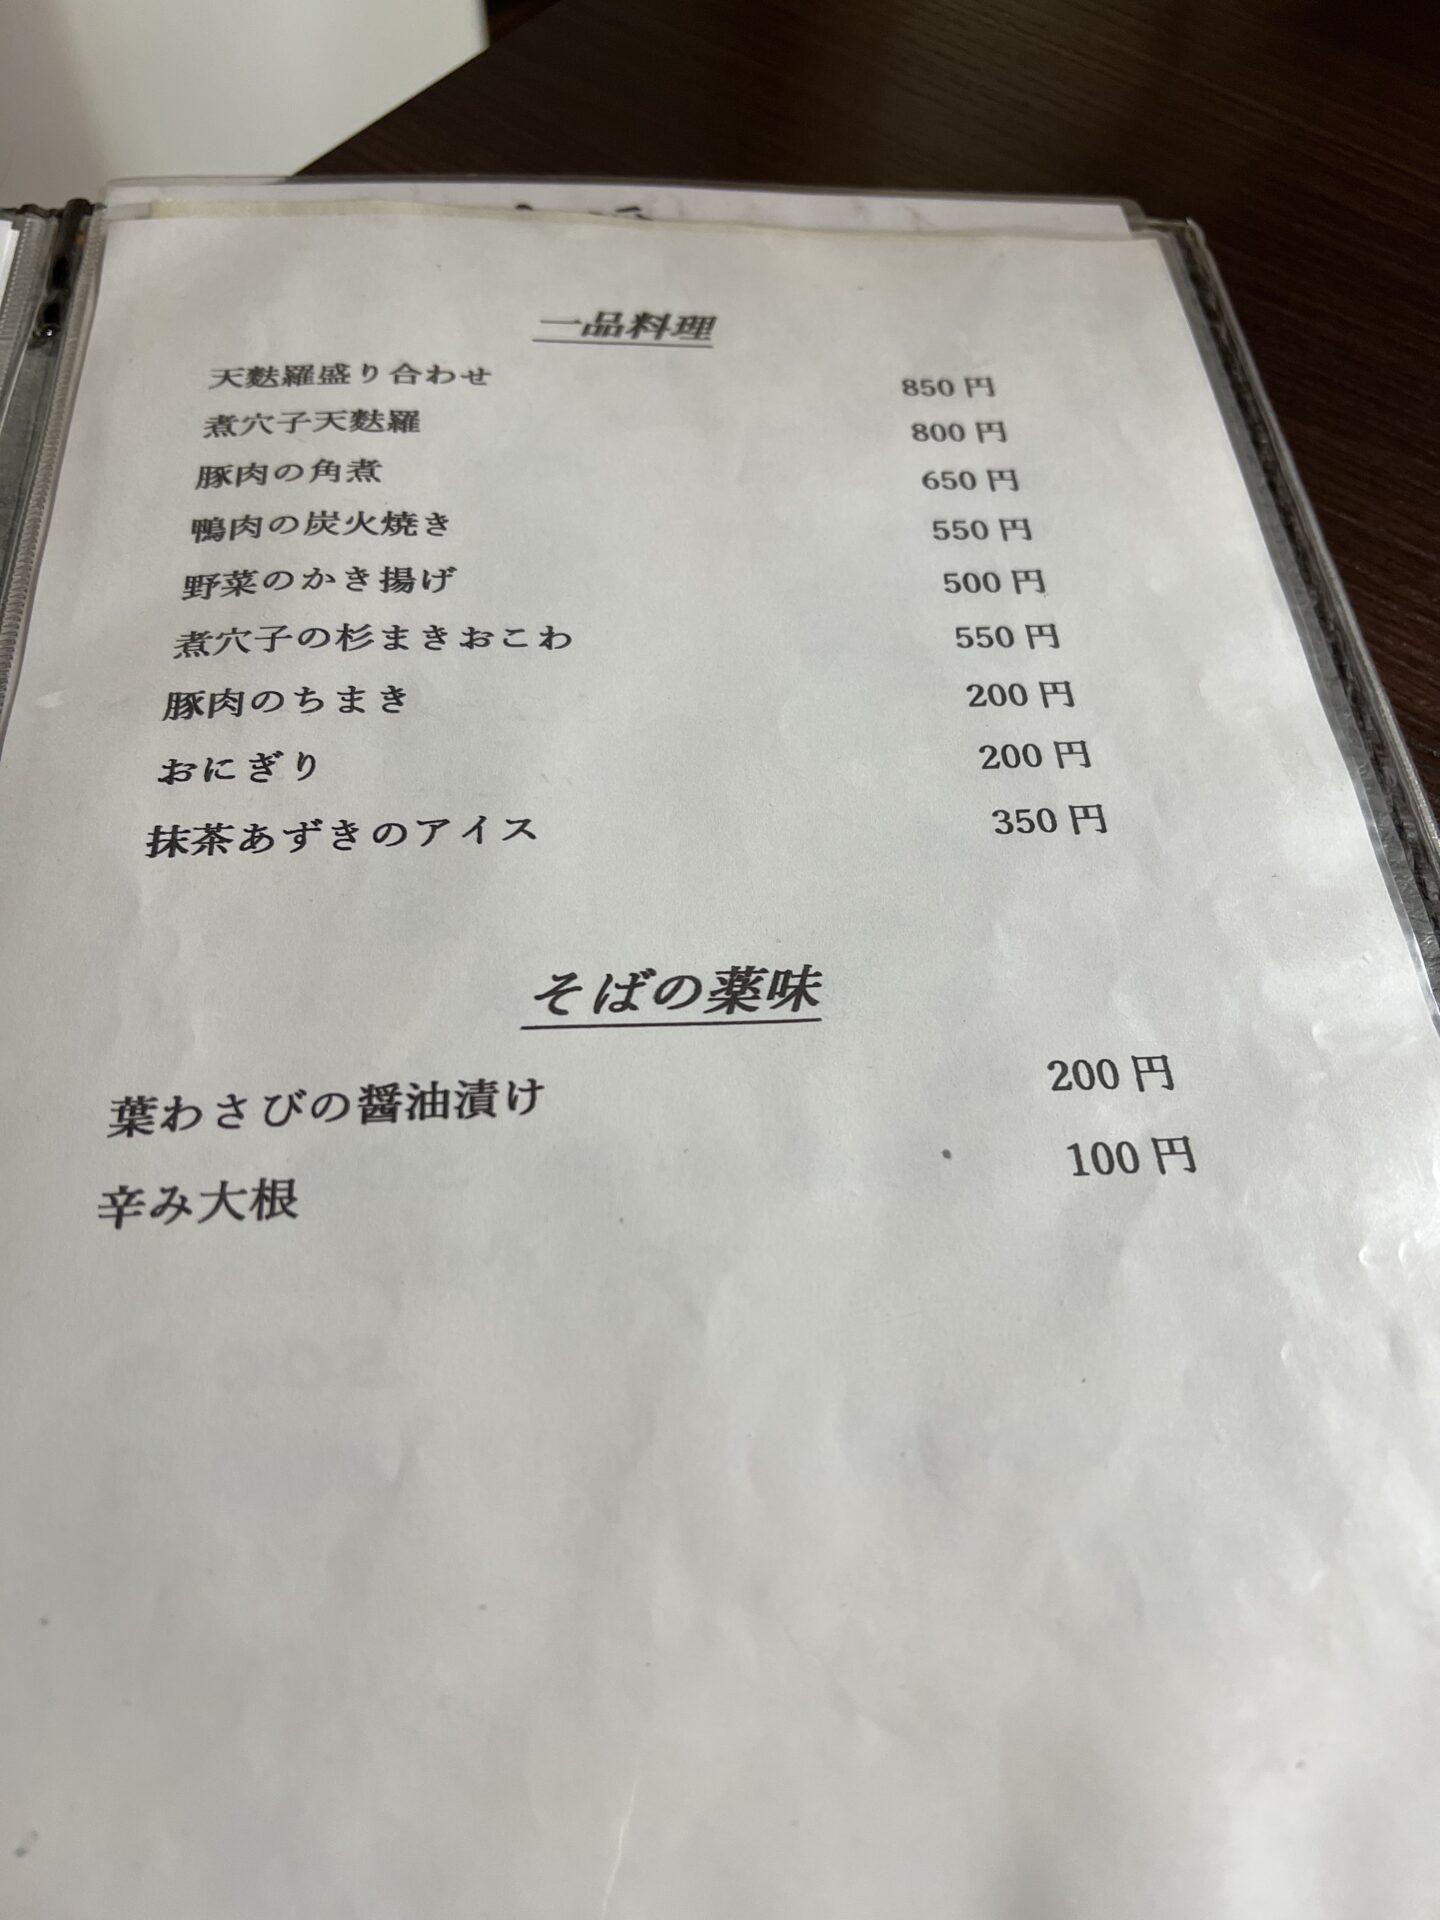 一品料理
天麩羅盛り合わせ 850円
煮穴子天麩羅 800円
豚肉の角煮 650円
鴨肉の炭火焼き 550円
野菜のかき揚げ 500円
煮穴子の杉まきおこわ 550円
豚肉のちまき 200円
おにぎり 200円
抹茶あずきのアイス 350円
そばの薬味
葉わさびの醤油漬け 200円
辛み大根 100円